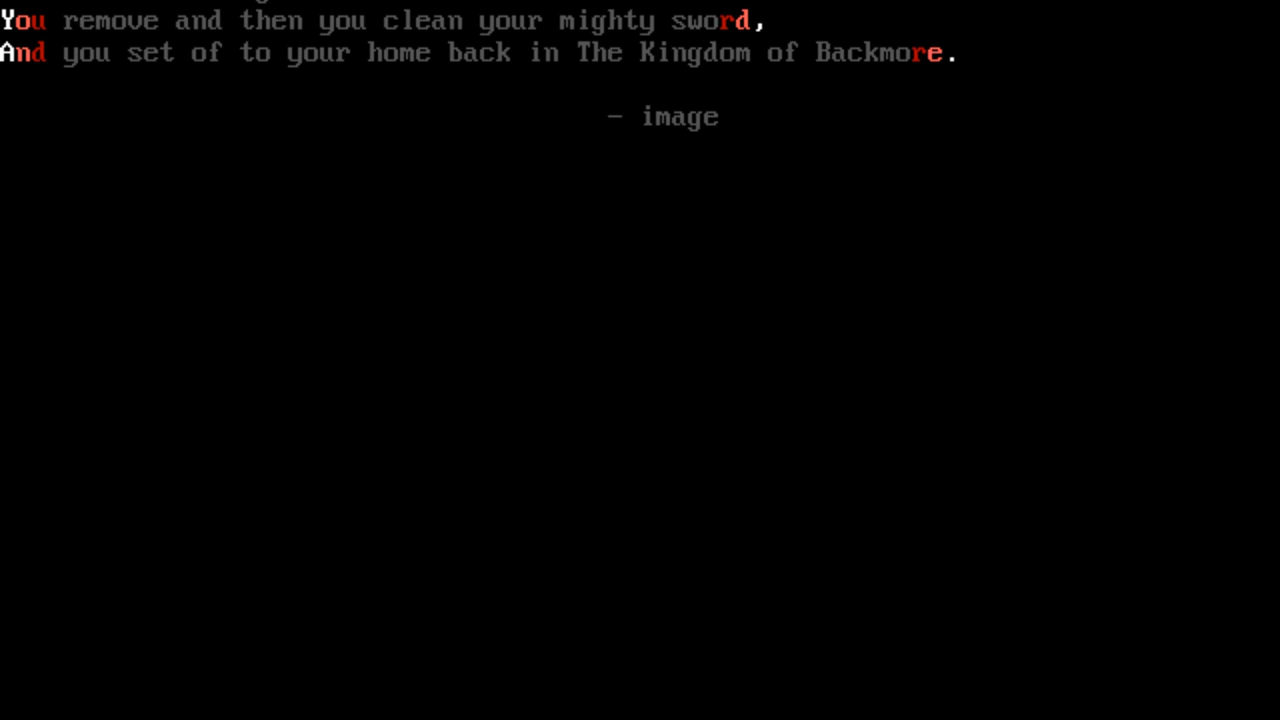 You remove and then you clean your mighty sword,
And you set of to your home back in The Kingdom of Backmore.
- image